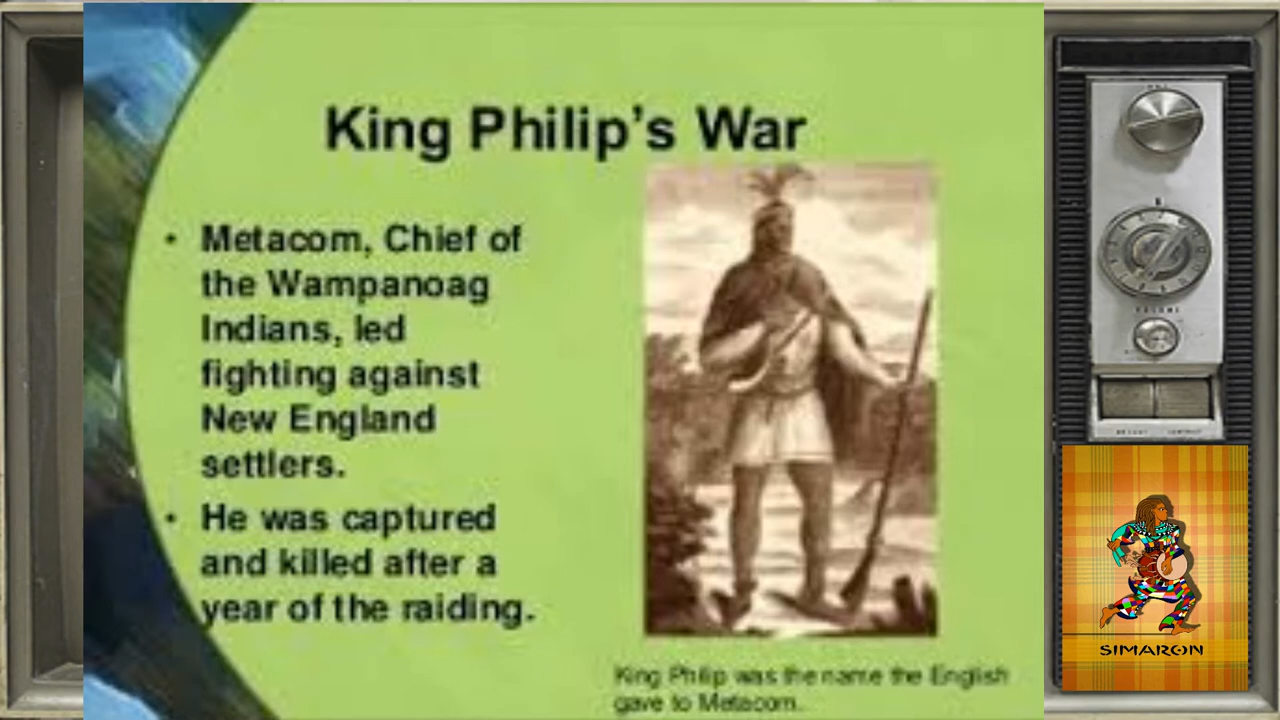 King Philip's War
• Metacom, Chief of
the Wampanoag
Indians, led
fighting against
New England
settlers.
• He was captured
and killed after a
year of the raiding.
King Philip was the name the English
gave to Metacom.
SIMARON